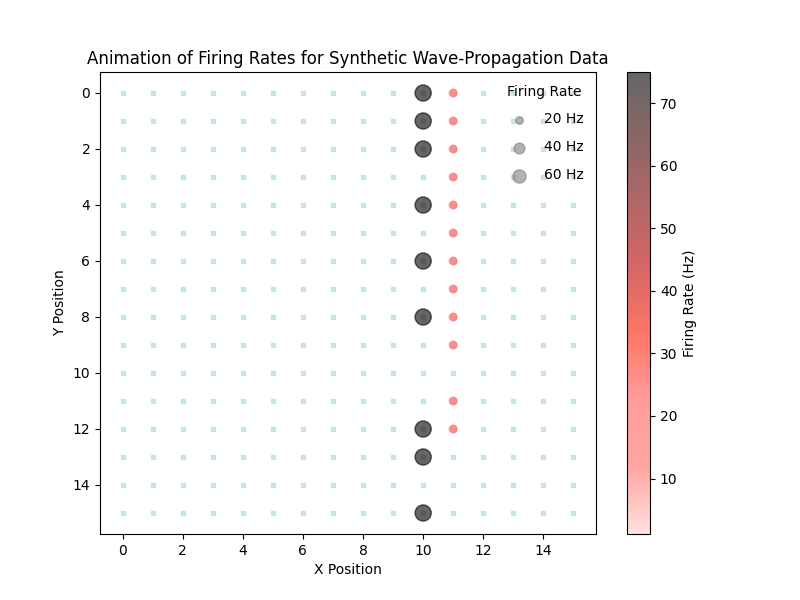 Animation of Firing Rates for Synthetic Wave-Propagation Data
Firing Rate
20 Hz
40 Hz
60 Hz
0
2
4
6
8
10
12
14
Y Position
0 2 4 6 8 10 12 14
X Position
70
60
50
40
30
20
10
Firing Rate (Hz)